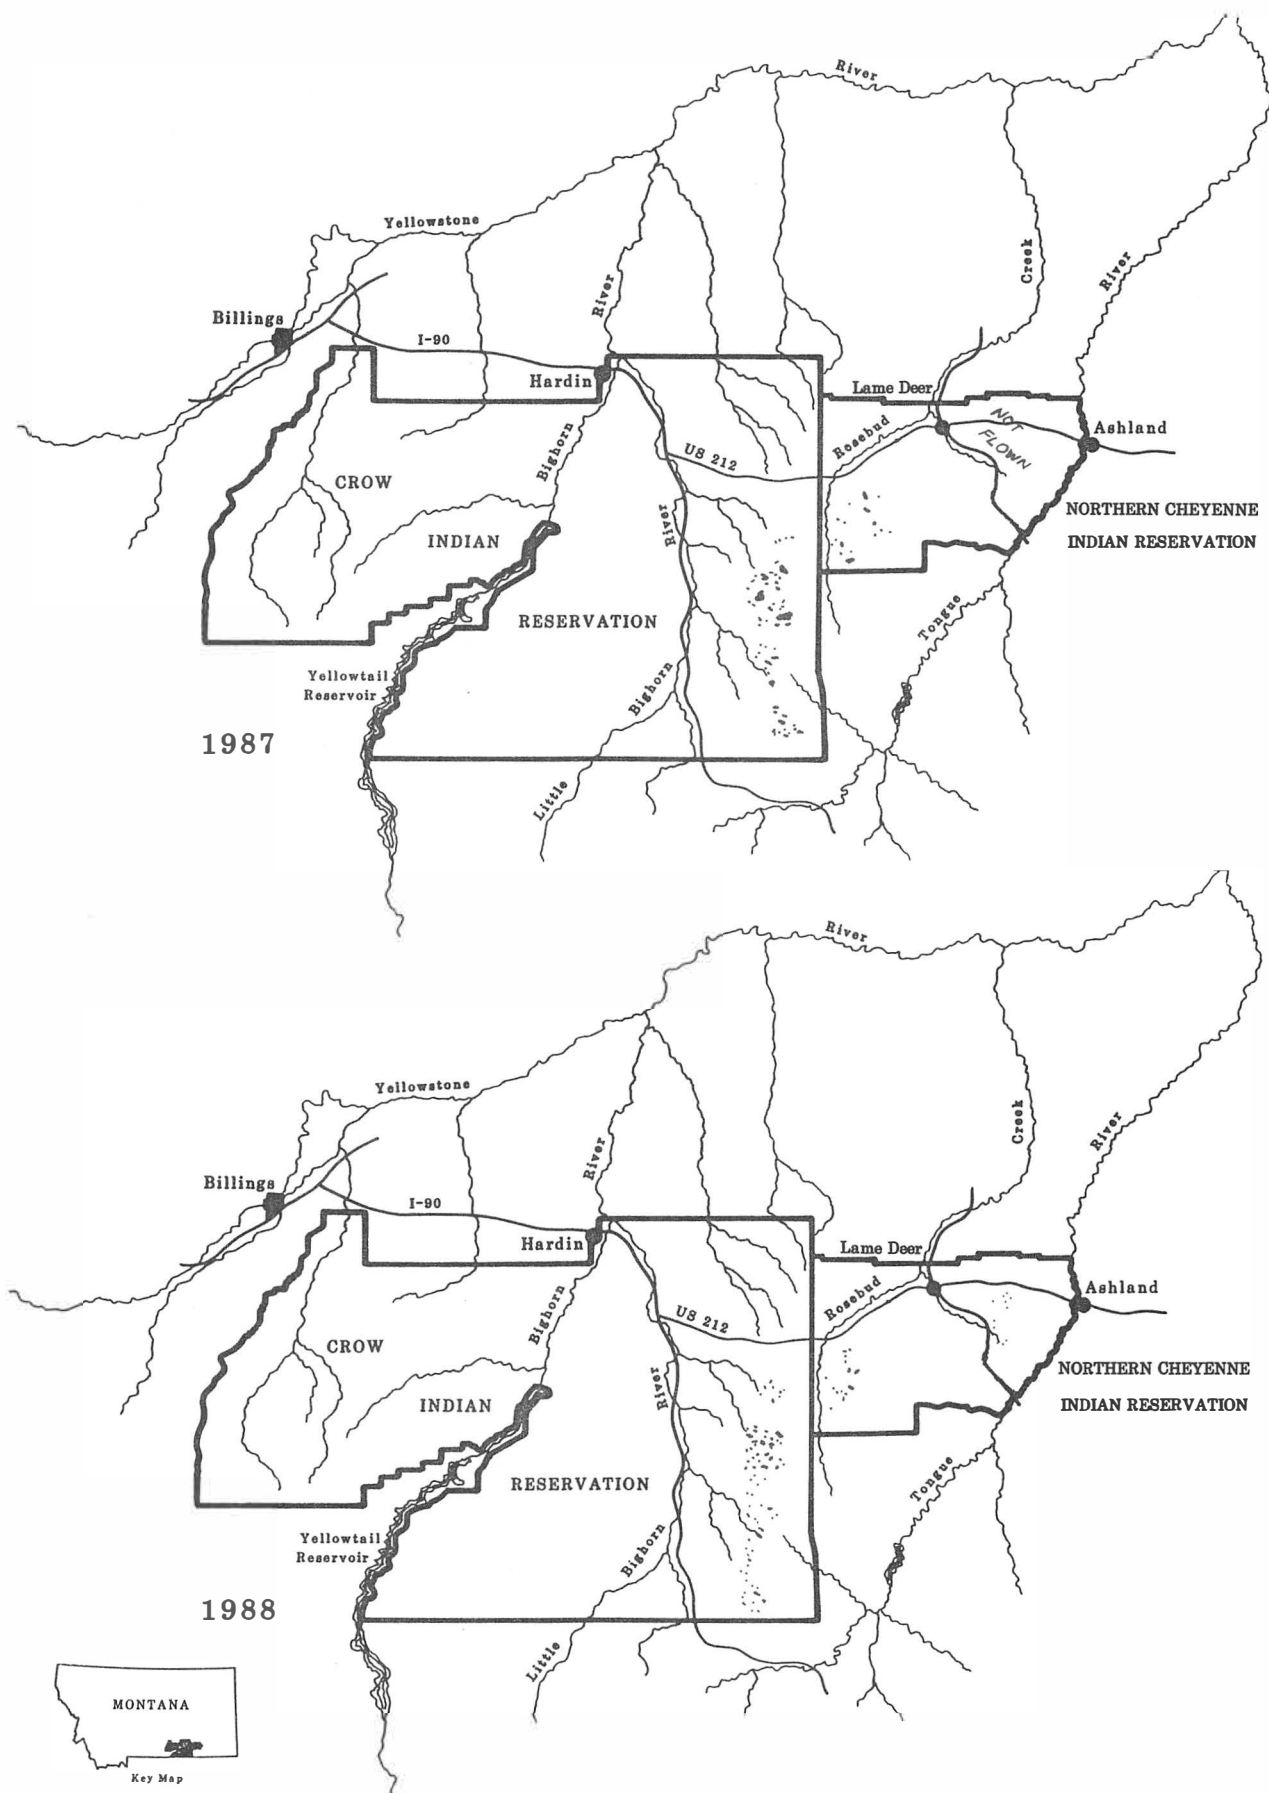 River
Yellowstone
River
Creek
River
Billings
I-90
Hardin
Lame Deer
NOT
FLOWN
Ashland
Bighorn
US 212
Rosebud
CROW
River
NORTHERN CHEYENNE
INDIAN
INDIAN RESERVATION
RESERVATION
Tongue
Yellowtail
Reservoir
Bighorn
1987
Little
River
Yellowstone
River
Creek
River
Billings
I-90
Hardin
Lame Deer
Ashland
Bighorn
US 212
Rosebud
CROW
River
NORTHERN CHEYENNE
INDIAN
INDIAN RESERVATION
RESERVATION
Tongue
Yellowtail
Reservoir
Bighorn
1988
Little
MONTANA
Key Map